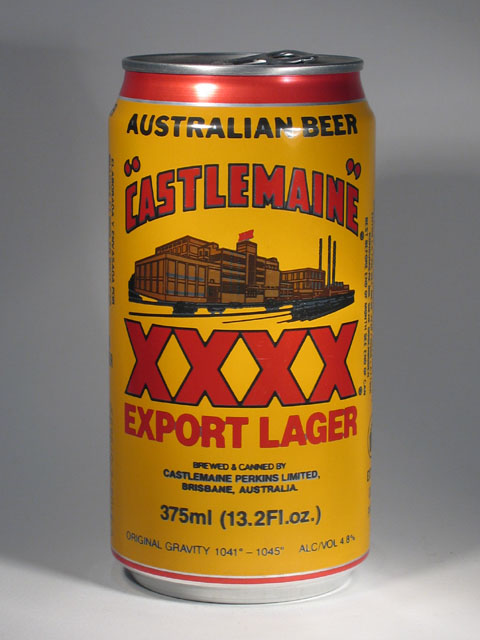 AUSTRALIAN BEER
"CASTLEMAINE"
XXXX
EXPORT LAGER
BREWED & CANNED BY
CASTLEMAINE PERKINS LIMITED,
BRISBANE, AUSTRALIA.
375ml (13.2Fl.oz.)
ORIGINAL GRAVITY 1041° – 1045° ALC/VOL 4.8%